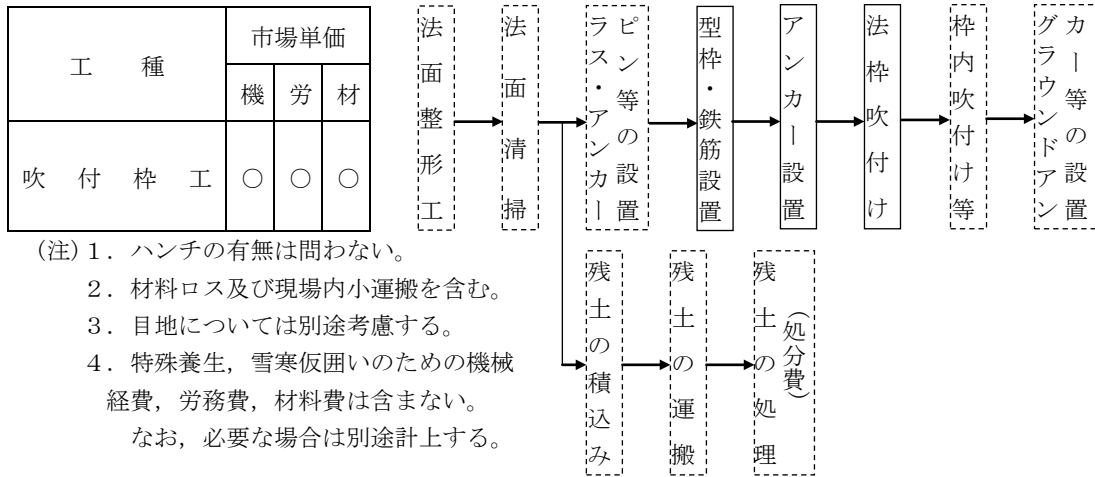 工種
市場単価
機 労 材
吹付枠工 ○ ○ ○
法面整形工
法面清掃
ラス・アンカーピン等の設置
型枠・鉄筋設置
アンカー設置
法枠吹付け
枠内吹付け等
グラウンドアンカー等の設置
残土の積込み
残土の運搬
残土の処理
(処分費)
(注)1．ハンチの有無は問わない。
2．材料ロス及び現場内小運搬を含む。
3．目地については別途考慮する。
4．特殊養生，雪寒仮囲いのための機械
経費，労務費，材料費は含まない。
なお，必要な場合は別途計上する。